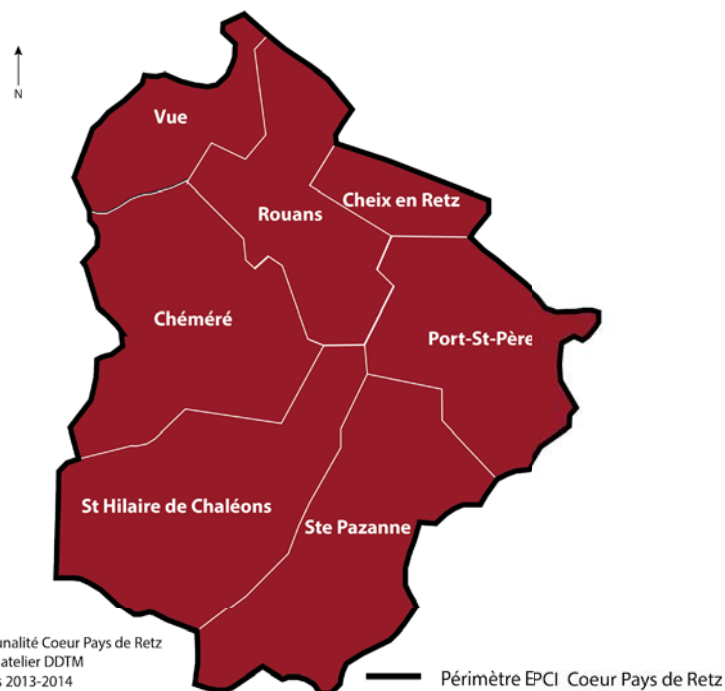 N
Vue
Cheix en Retz
Rouans
Chéméré
Port-St-Père
St Hilaire de Chaléons
Ste Pazanne
unalité Coeur Pays de Retz
atelier DDTM
s 2013-2014
Périmètre EPCI Coeur Pays de Retz